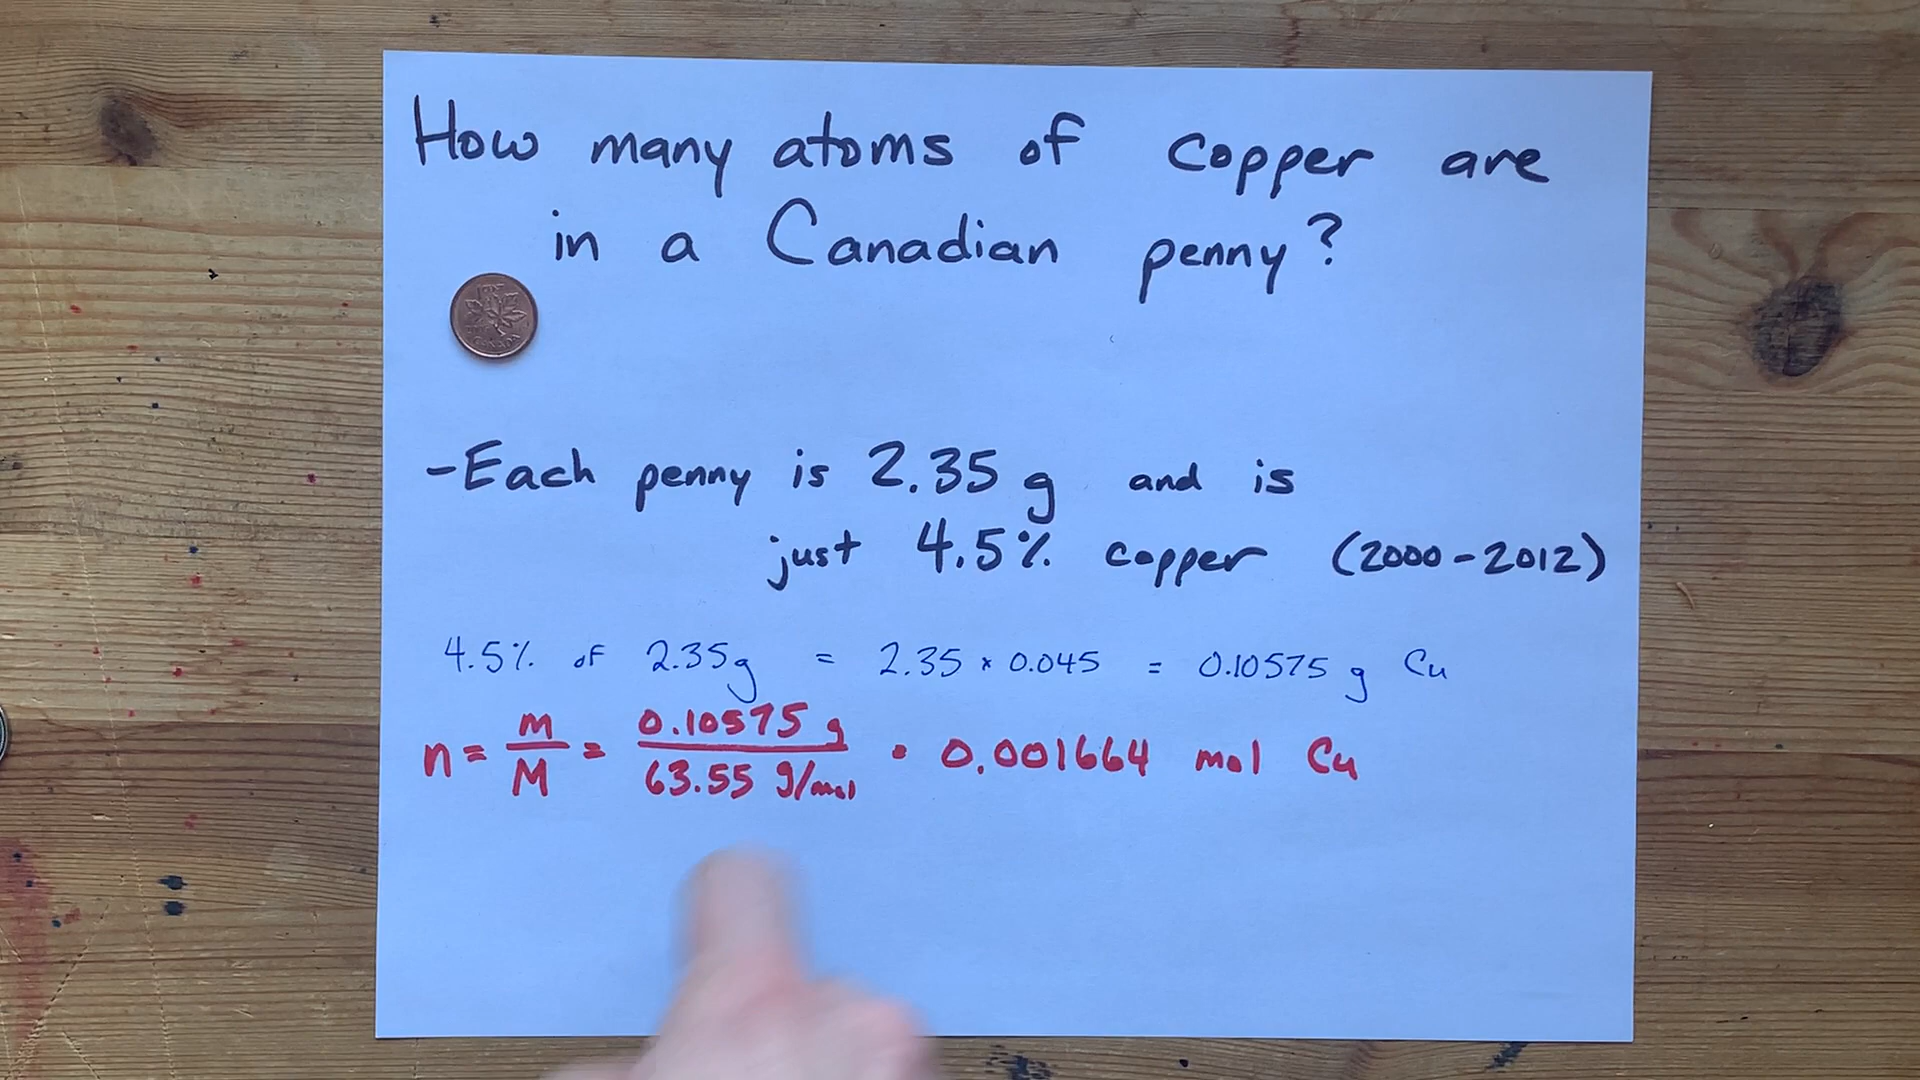 How many atoms of copper are
in a Canadian penny?
CANADA
-Each penny is 2.35 g and is
just 4.5% copper (2000-2012)
4.5% of 2.35g = 2.35 × 0.045 = 0.10575 g Cu
n = m/M = 0.10575 g / 63.55 g/mol = 0.001664 mol Cu